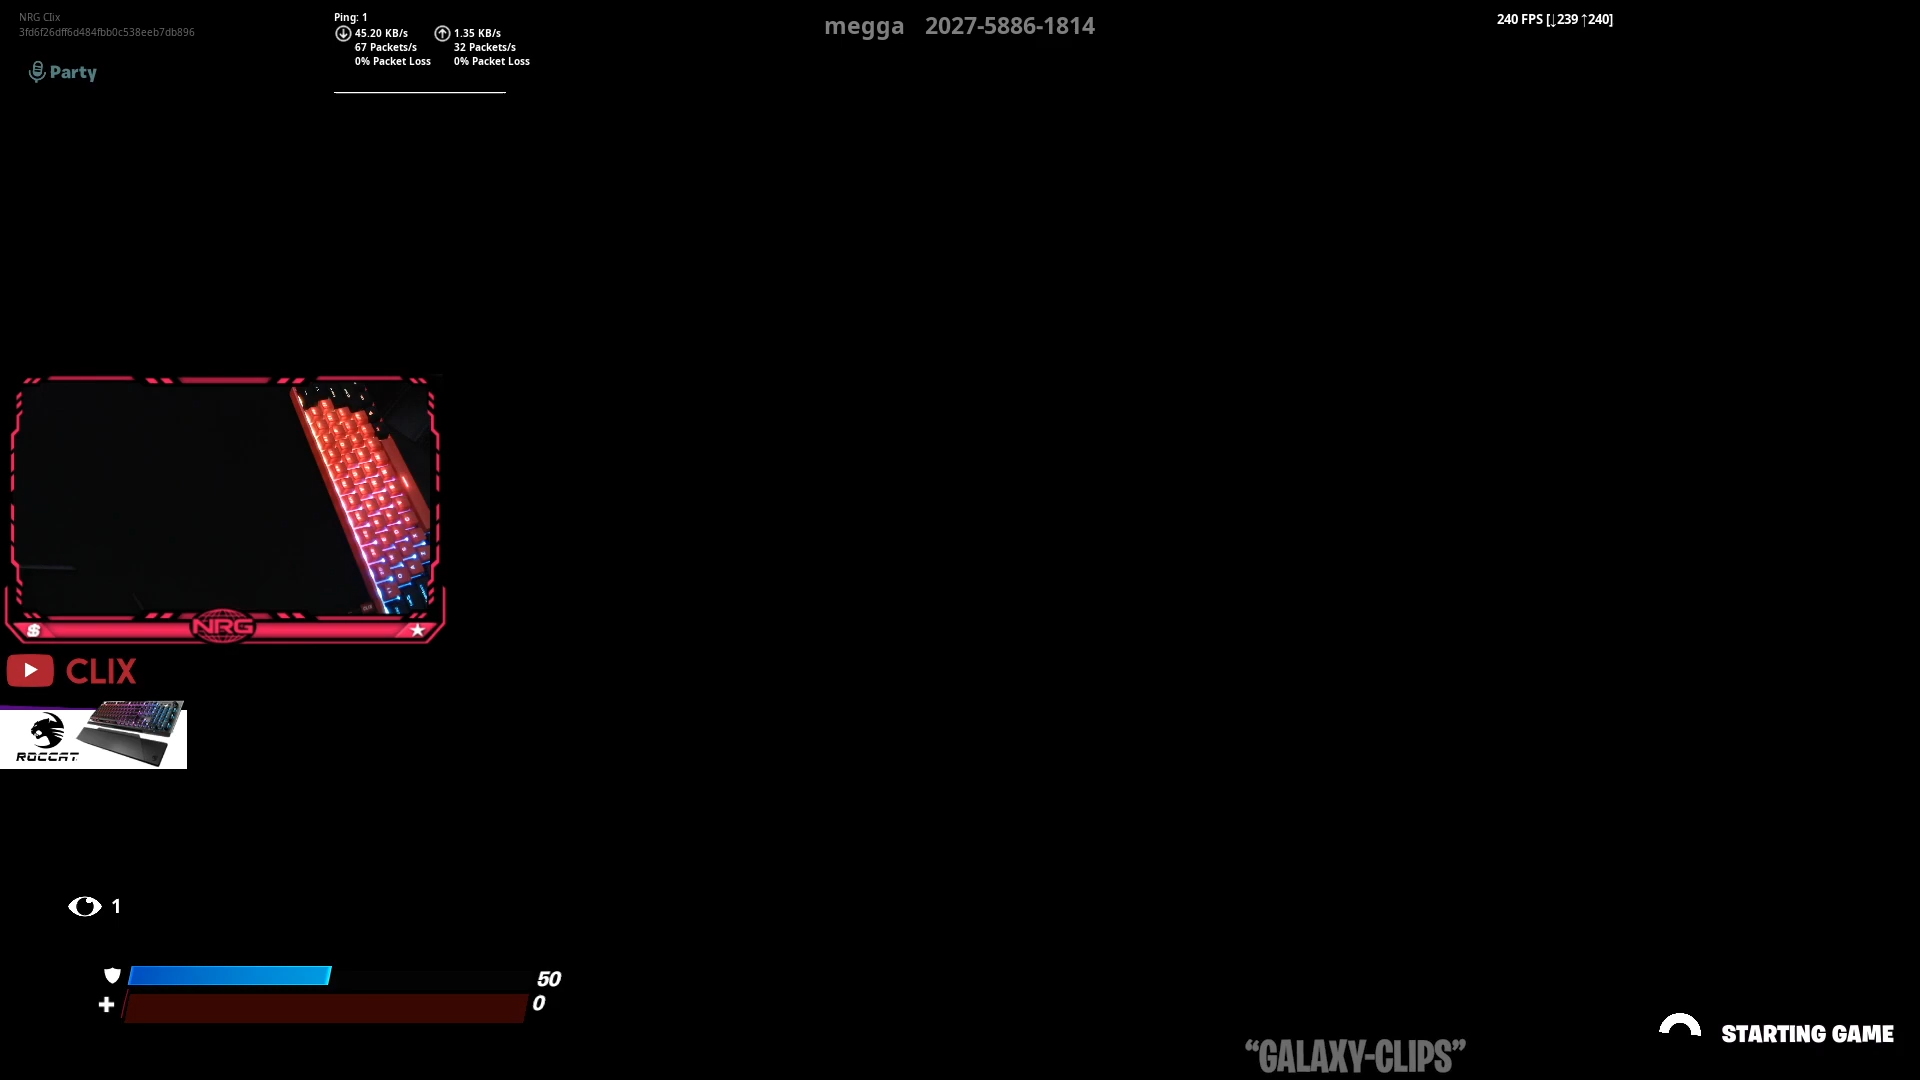 NRG Clix
3fd6f26dff6d484fbb0c538eeb7db896
Party
Ping: 1
45.20 KB/s
67 Packets/s
0% Packet Loss
1.35 KB/s
32 Packets/s
0% Packet Loss
megga 2027-5886-1814
240 FPS [↓239 ↑240]
NRG
CLIX
ROCCAT
1
50
0
STARTING GAME
“GALAXY-CLIPS”